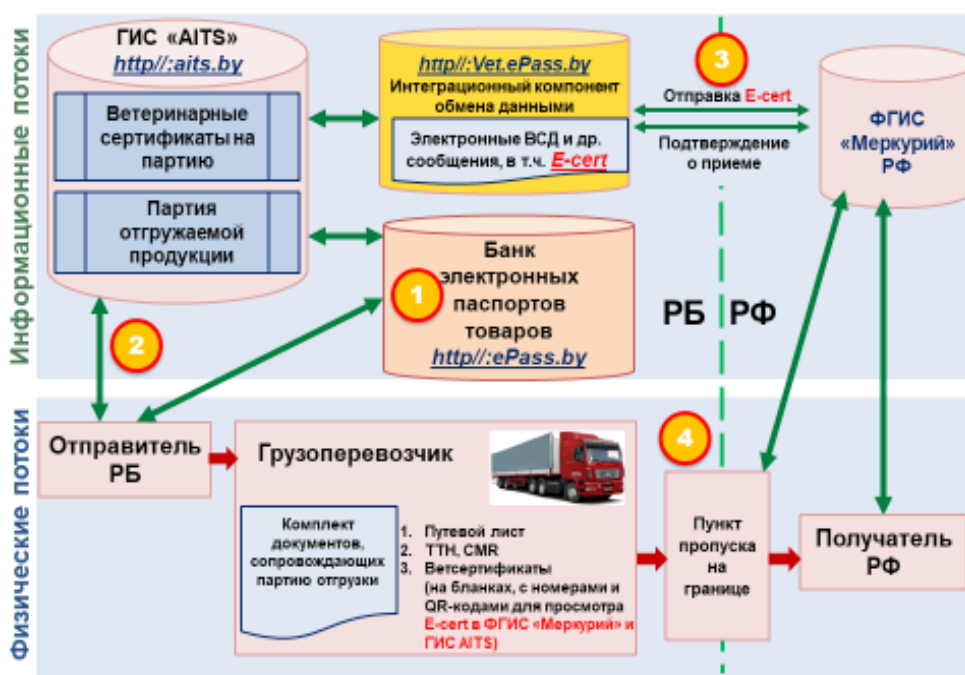 Информационные потоки
ГИС «AITS»
http//:aits.by
Ветеринарные
сертификаты на
партию
Партия
отгружаемой
продукции
http//:Vet.ePass.by
Интеграционный компонент
обмена данными
Электронные ВСД и др.
сообщения, в т.ч. E-cert
3
Отправка E-cert
Подтверждение
о приеме
ФГИС
«Меркурий»
РФ
1
Банк
электронных
паспортов
товаров
http//:ePass.by
2
РБ РФ
Физические потоки
Отправитель
РБ
Грузоперевозчик
Комплект
документов,
сопровождающих
партию отгрузки
1. Путевой лист
2. ТТН, CMR
3. Ветсертификаты
(на бланках, с номерами и
QR-кодами для просмотра
E-cert в ФГИС «Меркурий» и
ГИС AITS)
4
Пункт
пропуска
на
границе
Получатель
РФ